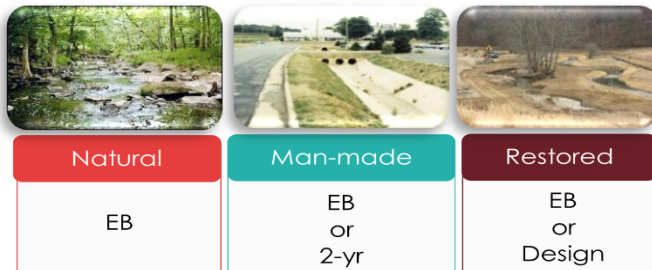 Natural
Man-made
Restored
EB
EB
or
2-yr
EB
or
Design